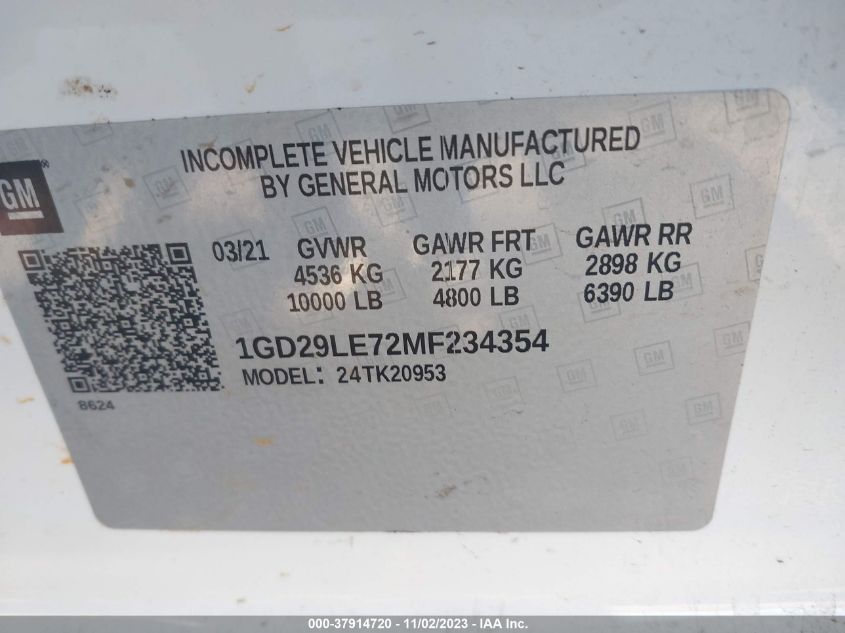 INCOMPLETE VEHICLE MANUFACTURED
BY GENERAL MOTORS LLC
GM®
03/21 GVWR GAWR FRT GAWR RR
4536 KG 2177 KG 2898 KG
10000 LB 4800 LB 6390 LB
1GD29LE72MF234354
MODEL: 24TK20953
8624
000-37914720 - 11/02/2023 - IAA Inc.